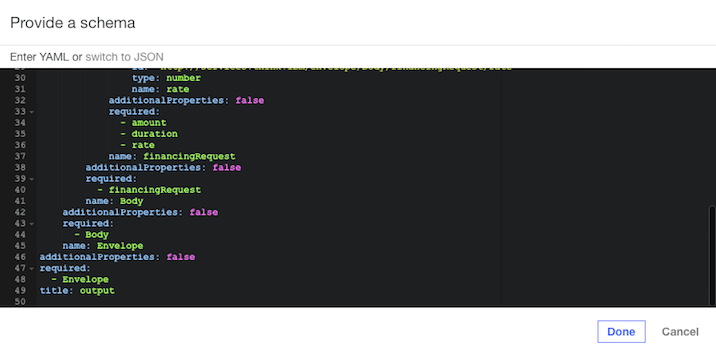 Provide a schema
Enter YAML or switch to JSON
30 type: number
31 name: rate
32 additionalProperties: false
33 required:
34 - amount
35 - duration
36 - rate
37 name: financingRequest
38 additionalProperties: false
39 required:
40 - financingRequest
41 name: Body
42 additionalProperties: false
43 required:
44 - Body
45 name: Envelope
46 additionalProperties: false
47 required:
48 - Envelope
49 title: output
50
Done Cancel